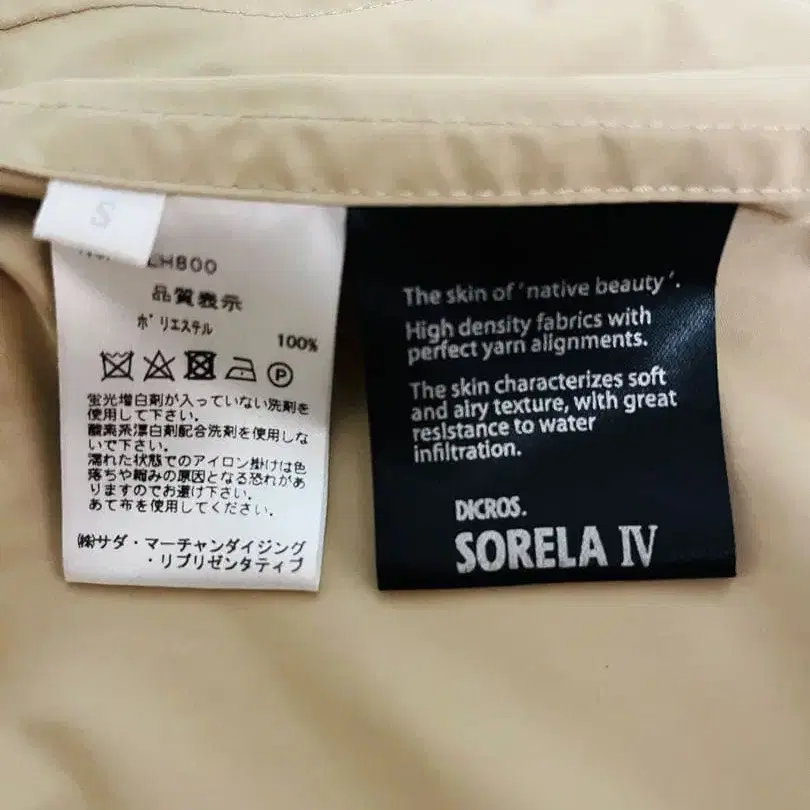 S
LH800
品質表示
ポリエステル
100%
P
蛍光増白剤が入っていない洗剤を
使用して下さい。
酸素系漂白剤配合洗剤を使用しな
いで下さい。
濡れた状態でのアイロン掛けは色
落ちや縮みの原因となる恐れがあ
りますのでお避け下さい。
あて布を使用してください。
㈱サダ・マーチャンダイジング
・リプリゼンタティブ
The skin of 'native beauty'.
High density fabrics with
perfect yarn alignments.
The skin characterizes soft
and airy texture, with great
resistance to water
infiltration.
DICROS.
SORELA IV